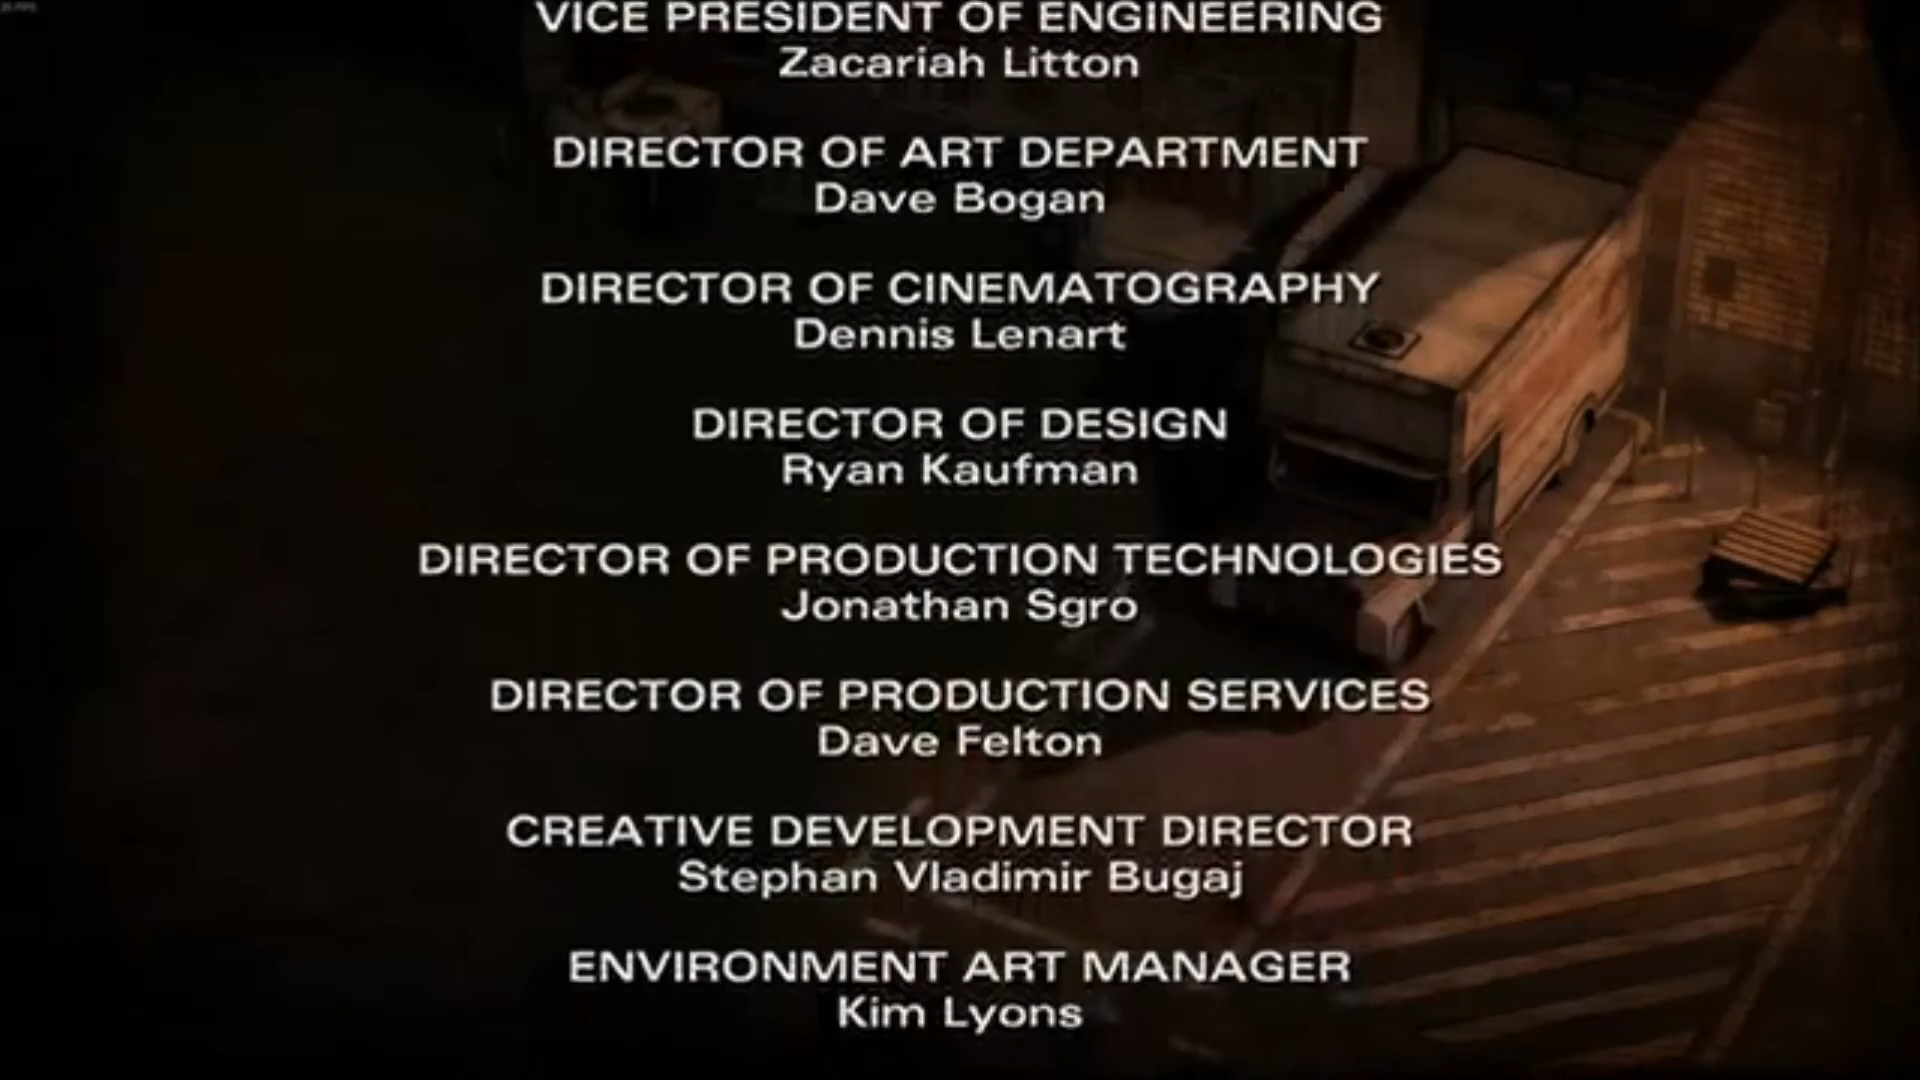 VICE PRESIDENT OF ENGINEERING
Zacariah Litton
DIRECTOR OF ART DEPARTMENT
Dave Bogan
DIRECTOR OF CINEMATOGRAPHY
Dennis Lenart
DIRECTOR OF DESIGN
Ryan Kaufman
DIRECTOR OF PRODUCTION TECHNOLOGIES
Jonathan Sgro
DIRECTOR OF PRODUCTION SERVICES
Dave Felton
CREATIVE DEVELOPMENT DIRECTOR
Stephan Vladimir Bugaj
ENVIRONMENT ART MANAGER
Kim Lyons